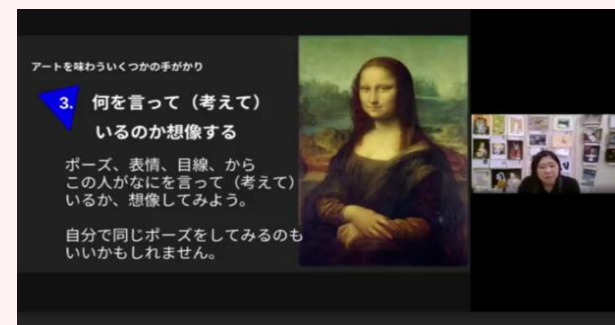 アートを味わういくつかの手がかり
3. 何を言って（考えて）
いるのか想像する
ポーズ、表情、目線、から
この人がなにを言って（考えて）
いるか、想像してみよう。
自分で同じポーズをしてみるのも
いいかもしれません。